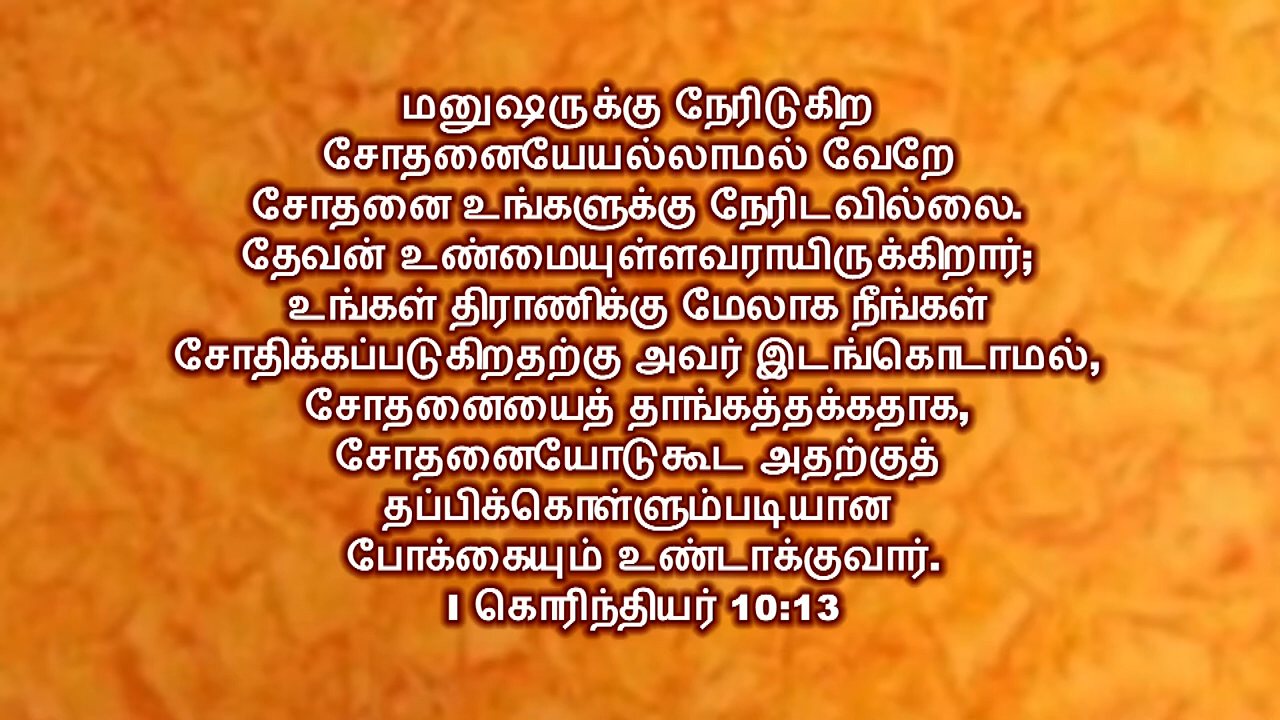 மனுஷருக்கு நேரிடுகிற
சோதனையேயல்லாமல் வேறே
சோதனை உங்களுக்கு நேரிடவில்லை.
தேவன் உண்மையுள்ளவராயிருக்கிறார்;
உங்கள் திராணிக்கு மேலாக நீங்கள்
சோதிக்கப்படுகிறதற்கு அவர் இடங்கொடாமல்,
சோதனையைத் தாங்கத்தக்கதாக,
சோதனையோடுகூட அதற்குத்
தப்பிக்கொள்ளும்படியான
போக்கையும் உண்டாக்குவார்.
I கொரிந்தியர் 10:13